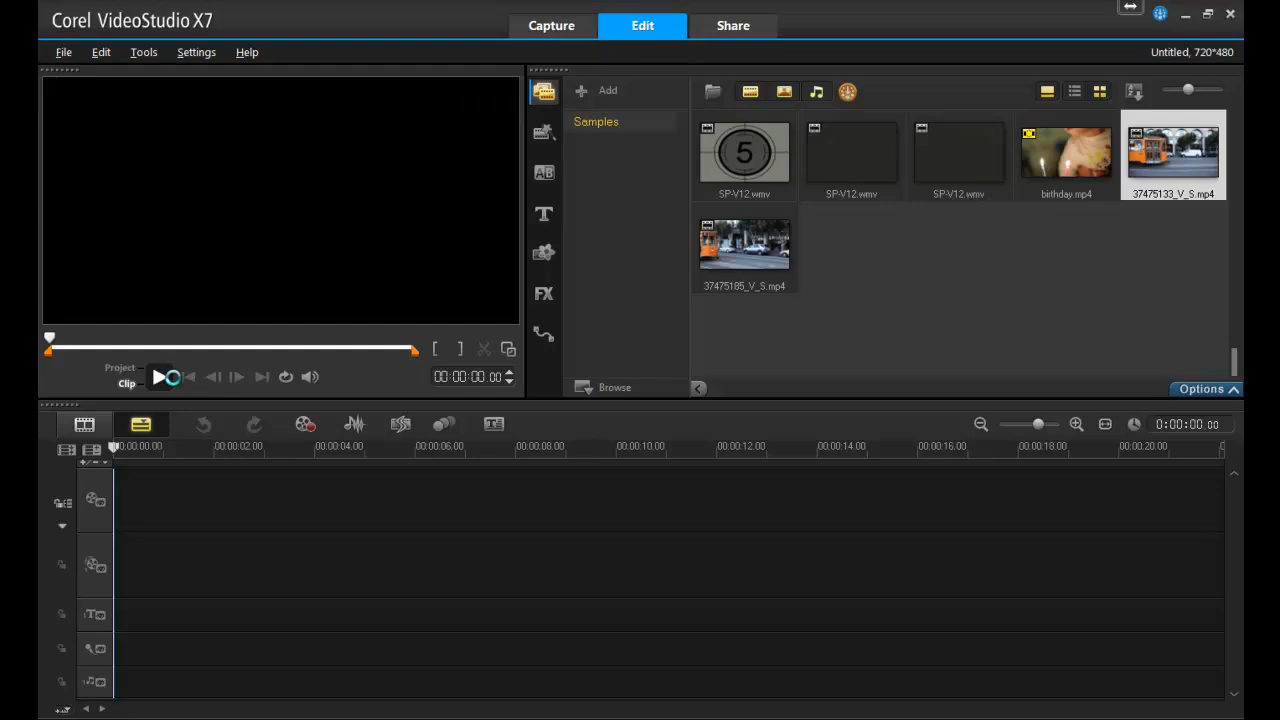 Corel VideoStudio X7
Capture
Edit
Share
File
Edit
Tools
Settings
Help
Untitled, 720*480
Add
Samples
5
SP-V12.wmv
SP-V12.wmv
SP-V12.wmv
birthday.mp4
37475133_V_S.mp4
37475185_V_S.mp4
Project
Clip
[ ]
00:00:00.00
Browse
Options
AB
T
FX
0:00:00.00
00:00:00.00
00:00:02.00
00:00:04.00
00:00:06.00
00:00:08.00
00:00:10.00
00:00:12.00
00:00:14.00
00:00:16.00
00:00:18.00
00:00:20.00